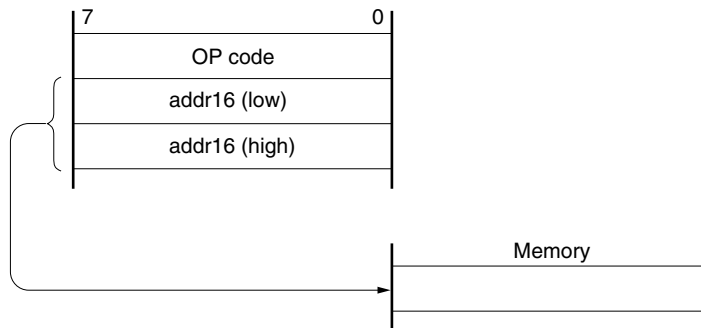 7 0
OP code
addr16 (low)
addr16 (high)
Memory